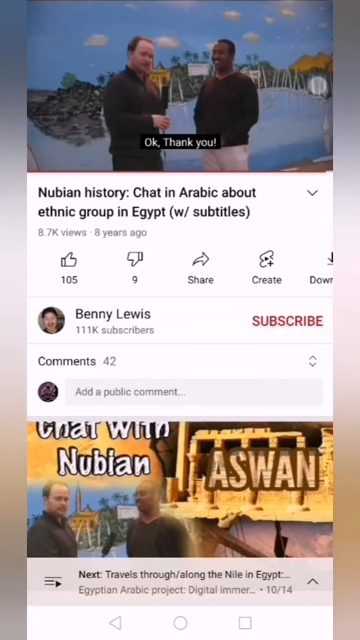 Ok, Thank you!
Nubian history: Chat in Arabic about
ethnic group in Egypt (w/ subtitles)
8.7K views · 8 years ago
105
9
Share
Create
Down
Benny Lewis
111K subscribers
SUBSCRIBE
Comments 42
Add a public comment...
Chat with
Nubian
ASWAN
Next: Travels through/along the Nile in Egypt:...
Egyptian Arabic project: Digital immer... • 10/14